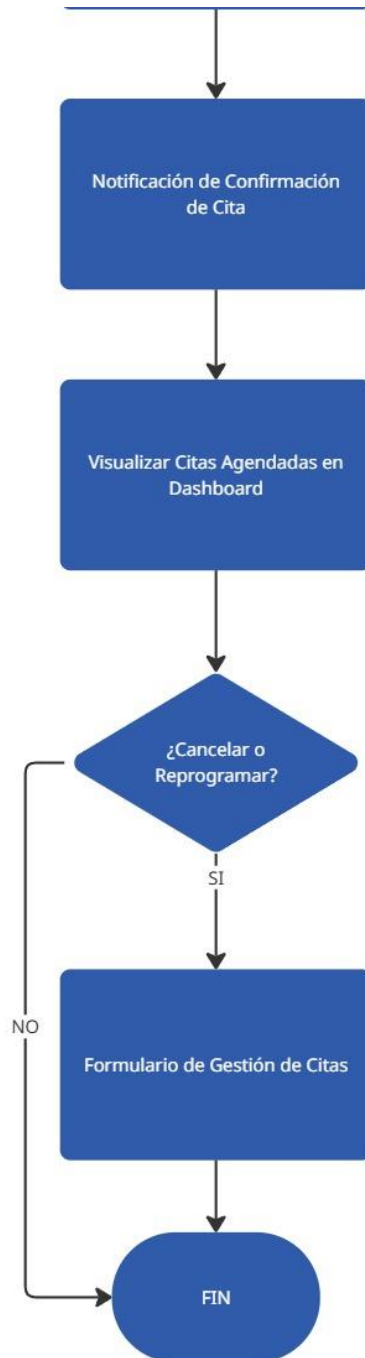 Notificación de Confirmación
de Cita
Visualizar Citas Agendadas en
Dashboard
¿Cancelar o
Reprogramar?
SI
NO
Formulario de Gestión de Citas
FIN